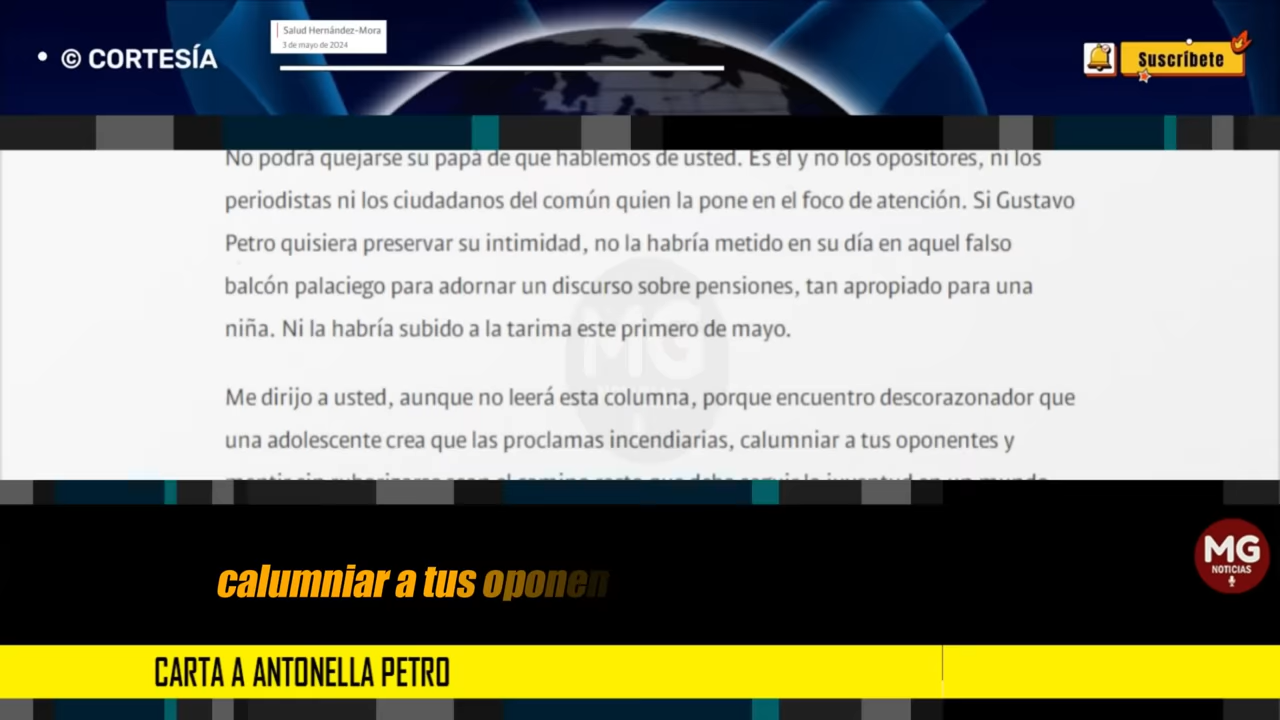 • © CORTESÍA
Salud Hernández-Mora
3 de mayo de 2024
Suscríbete
No podrá quejarse su papá de que hablemos de usted. Es él y no los opositores, ni los
periodistas ni los ciudadanos del común quien la pone en el foco de atención. Si Gustavo
Petro quisiera preservar su intimidad, no la habría metido en su día en aquel falso
balcón palaciego para adornar un discurso sobre pensiones, tan apropiado para una
niña. Ni la habría subido a la tarima este primero de mayo.
Me dirijo a usted, aunque no leerá esta columna, porque encuentro descorazonador que
una adolescente crea que las proclamas incendiarias, calumniar a tus oponentes y
MG
calumniar a tus oponen
MG
NOTICIAS
CARTA A ANTONELLA PETRO